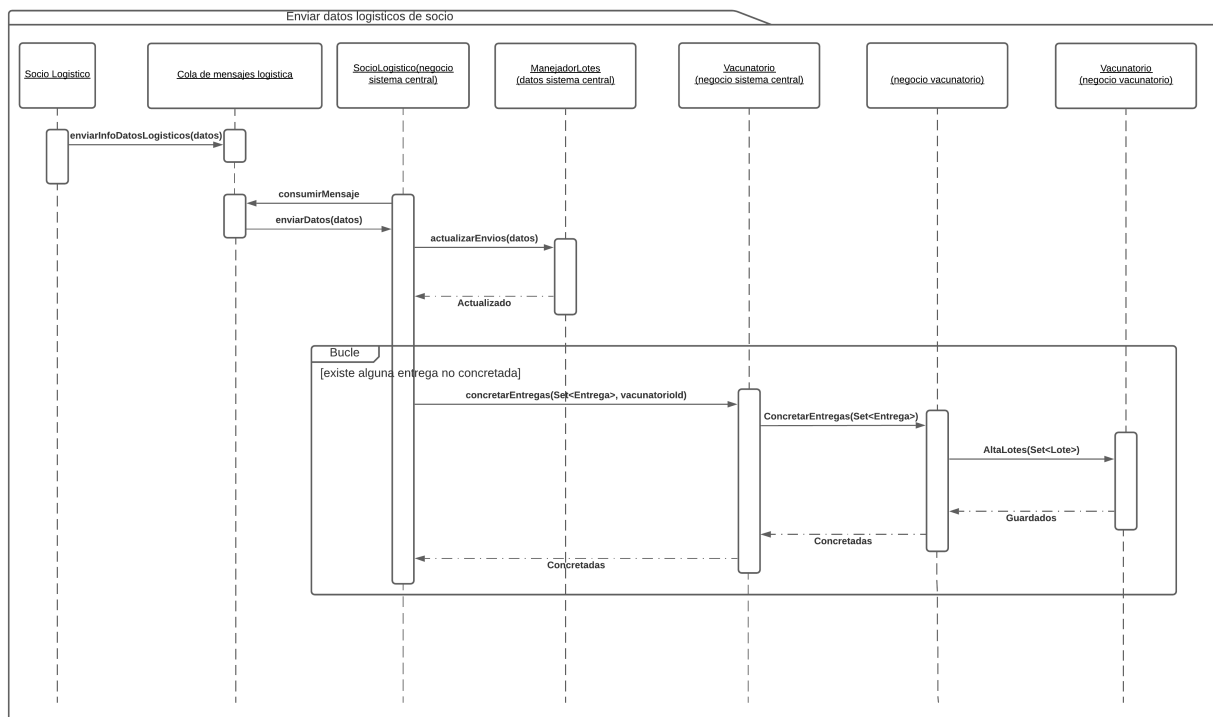 Enviar datos logisticos de socio
Socio Logistico
Cola de mensajes logistica
SocioLogistico(negocio
sistema central)
ManejadorLotes
(datos sistema central)
Vacunatorio
(negocio sistema central)
(negocio vacunatorio)
Vacunatorio
(negocio vacunatorio)
enviarInfoDatosLogisticos(datos)
consumirMensaje
enviarDatos(datos)
actualizarEnvios(datos)
Actualizado
Bucle
[existe alguna entrega no concretada]
concretarEntregas(Set<Entrega>, vacunatorioId)
ConcretarEntregas(Set<Entrega>)
AltaLotes(Set<Lote>)
Guardados
Concretadas
Concretadas